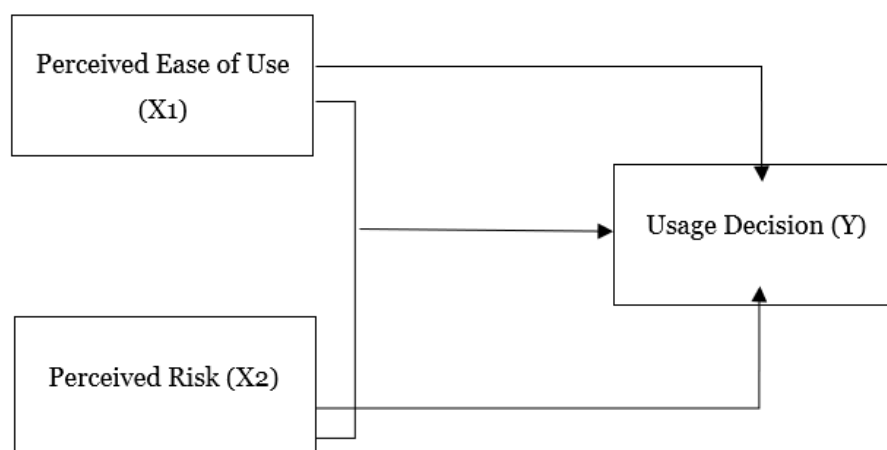 Perceived Ease of Use
(X1)
Usage Decision (Y)
Perceived Risk (X2)